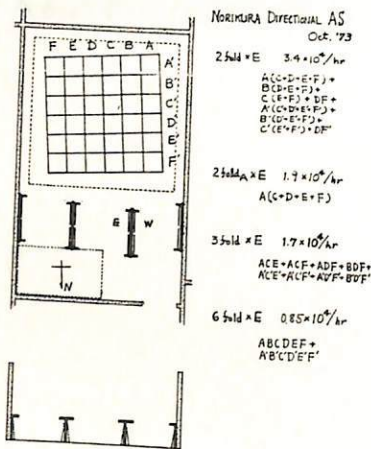 NORIKURA DIRECTIONAL AS
Oct. '73
F E D C B A
A'
B'
C'
D'
E'
F'
E W
N
2 fold × E 3.4×10⁴/hr
A(C+D+E+F)+
B(D+E+F)+
C(E+F)+DF+
A'(C'+D'+E'+F')+
B'(D'+E'+F')+
C'(E'+F')+D'F'
2 fold_A × E 1.9×10⁴/hr
A(C+D+E+F)
3 fold × E 1.7×10⁴/hr
ACE+ACF+ADF+BDF+
A'C'E'+A'C'F'+A'D'F'+B'D'F'
6 fold × E 0.85×10⁴/hr
ABCDEF+
A'B'C'D'E'F'